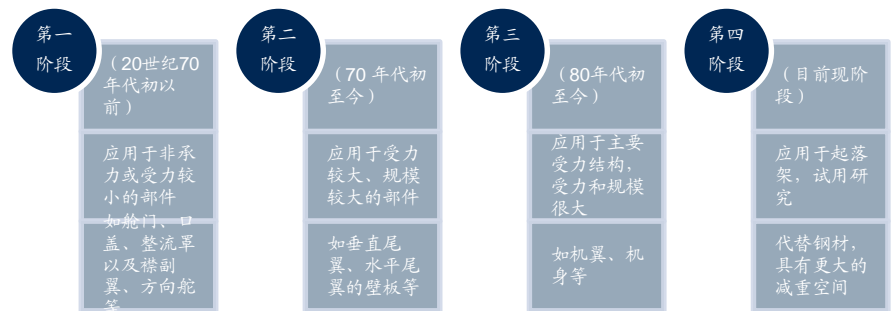 第一
阶段
（20世纪70
年代初以
前）
应用于非承
力或受力较
小的部件
如舱门、口
盖、整流罩
以及襟副
翼、方向舵
等
第二
阶段
（70 年代初
至今）
应用于受力
较大、规模
较大的部件
如垂直尾
翼、水平尾
翼的壁板等
第三
阶段
（80年代初
至今）
应用于主要
受力结构，
受力和规模
很大
如机翼、机
身等
第四
阶段
（目前现阶
段）
应用于起落
架，试用研
究
代替钢材，
具有更大的
减重空间